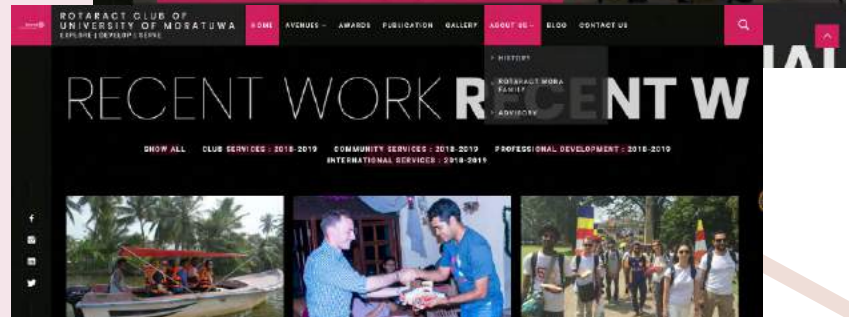 ROTARACT CLUB OF
UNIVERSITY OF MORATUWA
EXPLORE | DEVELOP | SERVE
HOME AVENUES AWARDS PUBLICATION GALLERY ABOUT US BLOG CONTACT US
HISTORY
ROTARACT MORA
FAMILY
ADVISORY
RECENT WORK RECENT W
SHOW ALL CLUB SERVICES : 2018-2019 COMMUNITY SERVICES : 2018-2019 PROFESSIONAL DEVELOPMENT : 2018-2019
INTERNATIONAL SERVICES : 2018-2019